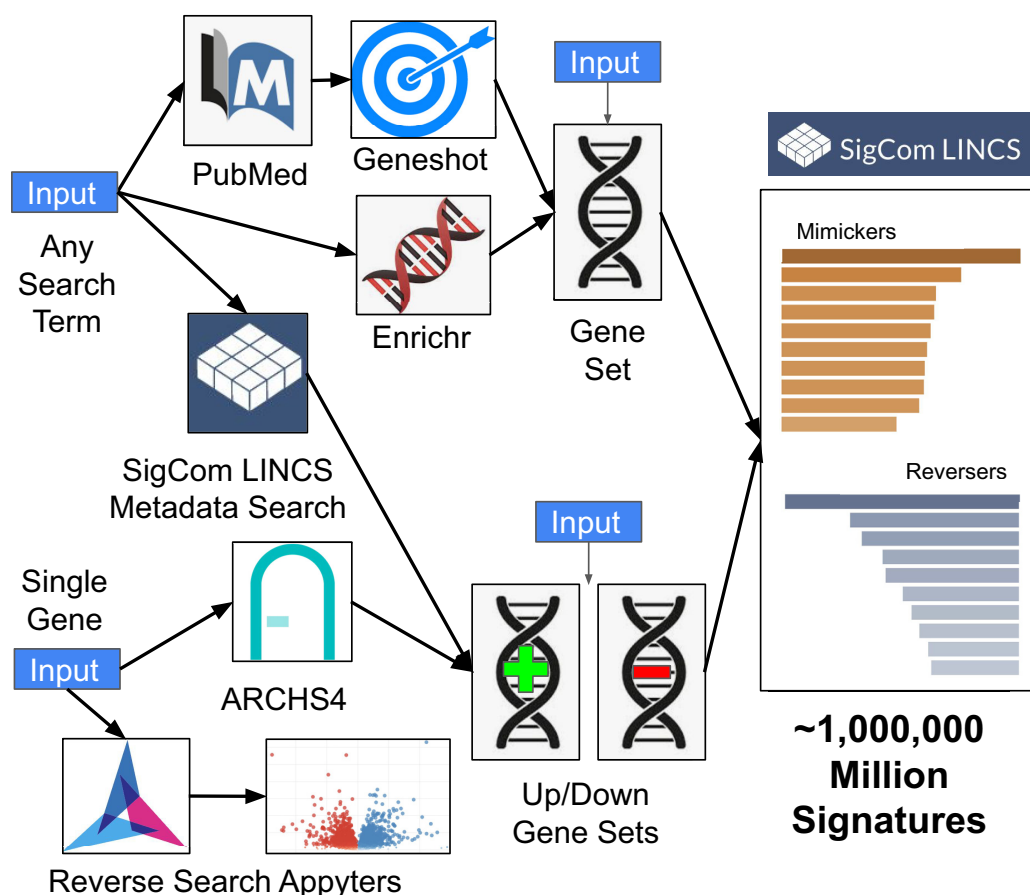 Input
Any
Search
Term
M
PubMed
Geneshot
Enrichr
Input
Gene
Set
SigCom LINCS
Metadata Search
Single
Gene
Input
ARCHS4
Reverse Search Appyters
Input
Up/Down
Gene Sets
SigCom LINCS
Mimickers
Reversers
~1,000,000
Million
Signatures